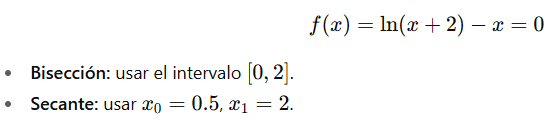 f(x) = ln(x + 2) − x = 0
• Bisección: usar el intervalo [0, 2].
• Secante: usar x₀ = 0.5, x₁ = 2.